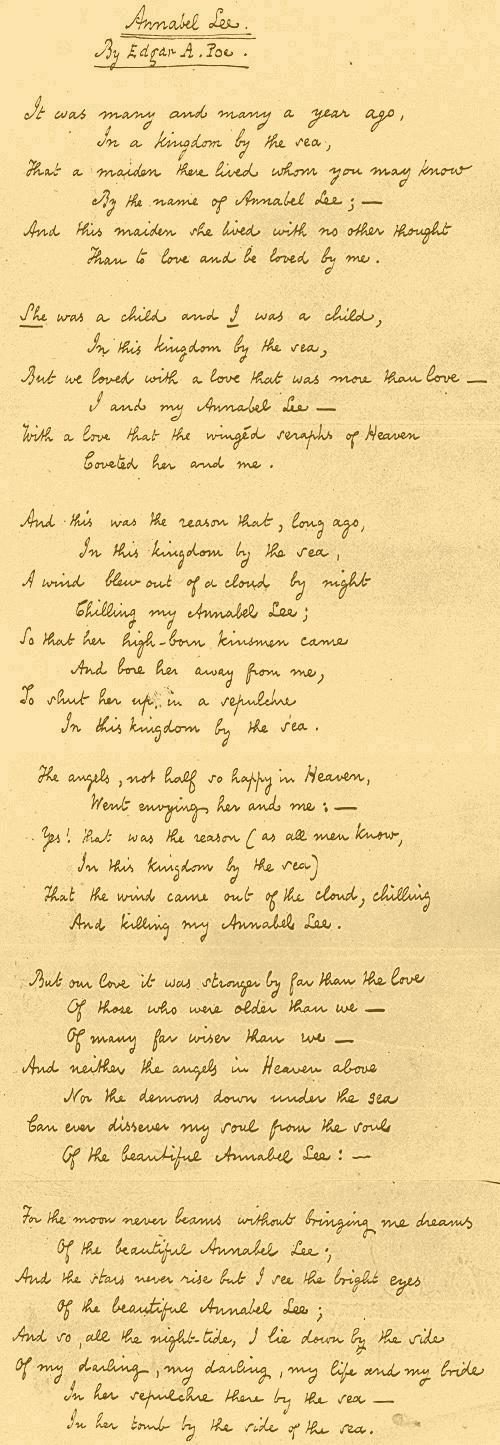 Annabel Lee.
By Edgar A. Poe.
It was many and many a year ago,
In a kingdom by the sea,
That a maiden there lived whom you may know
By the name of Annabel Lee; —
And this maiden she lived with no other thought
Than to love and be loved by me.
She was a child and I was a child,
In this kingdom by the sea,
But we loved with a love that was more than love —
I and my Annabel Lee —
With a love that the wingéd seraphs of Heaven
Coveted her and me.
And this was the reason that, long ago,
In this kingdom by the sea,
A wind blew out of a cloud by night
Chilling my Annabel Lee;
So that her high-born kinsmen came
And bore her away from me,
To shut her up, in a sepulchre
In this kingdom by the sea.
The angels, not half so happy in Heaven,
Went envying her and me: —
Yes! that was the reason (as all men know,
In this kingdom by the sea)
That the wind came out of the cloud, chilling
And killing my Annabel Lee.
But our love it was stronger by far than the love
Of those who were older than we —
Of many far wiser than we —
And neither the angels in Heaven above
Nor the demons down under the sea
Can ever dissever my soul from the soul
Of the beautiful Annabel Lee: —
For the moon never beams without bringing me dreams
Of the beautiful Annabel Lee;
And the stars never rise but I see the bright eyes
Of the beautiful Annabel Lee;
And so, all the night-tide, I lie down by the side
Of my darling, my darling, my life and my bride
In her sepulchre there by the sea —
In her tomb by the side of the sea.